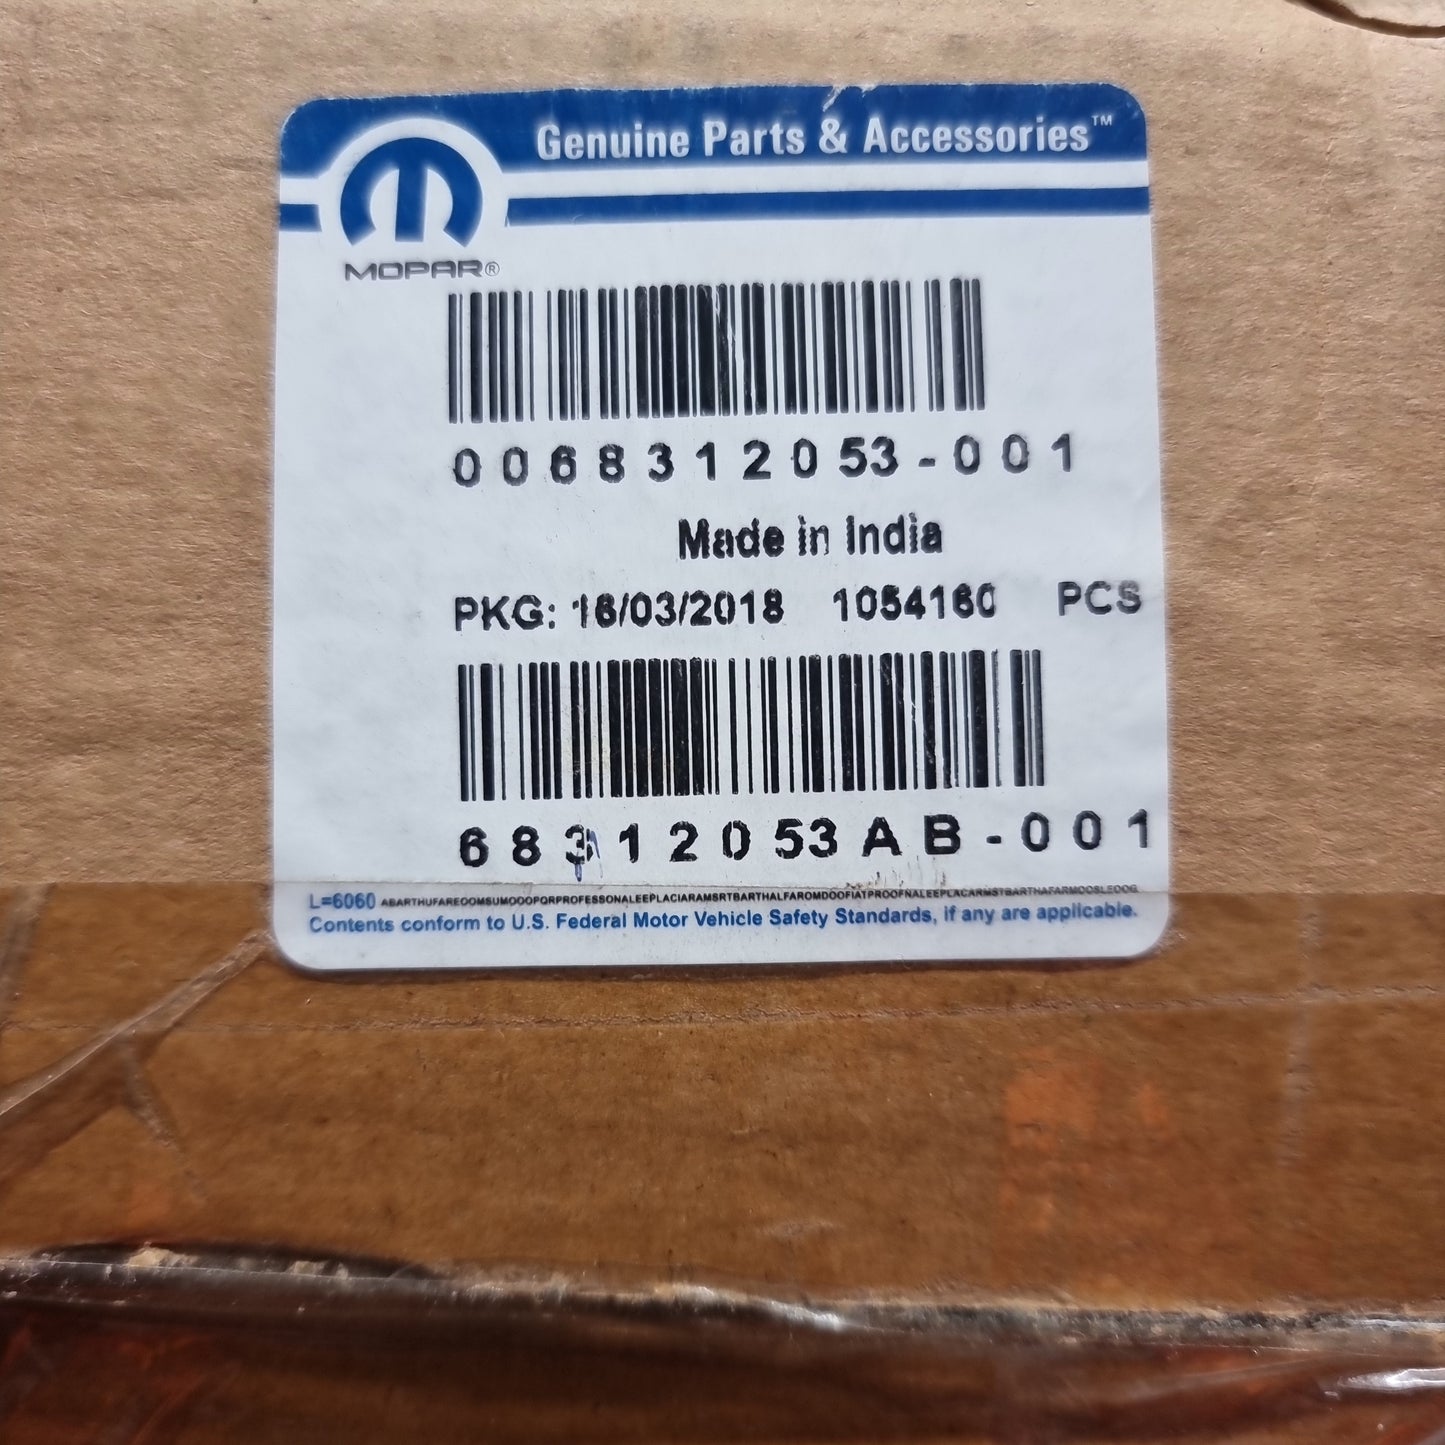 Genuine Parts & Accessories™
MOPAR®
0068312053-001
Made in India
PKG: 16/03/2018 1054160 PCS
68312053AB-001
L=6060
Contents conform to U.S. Federal Motor Vehicle Safety Standards, if any are applicable.